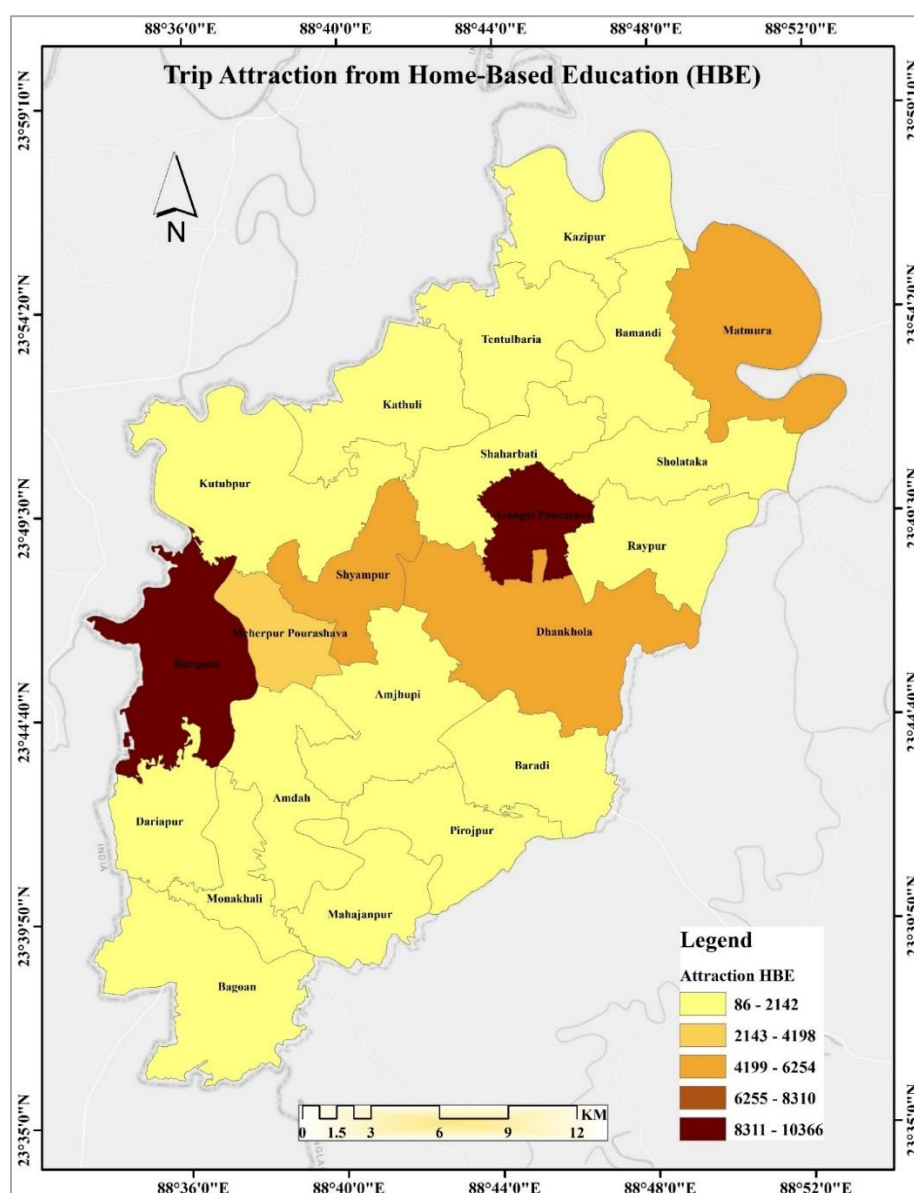 88°36'0"E 88°40'0"E 88°44'0"E 88°48'0"E 88°52'0"E
Trip Attraction from Home-Based Education (HBE)
23°59'10"N 23°59'10"N
N
Kazipur
23°54'20"N 23°54'20"N
Matmura
Bamandi
Tentulbaria
Kathuli
Shaharbati
Sholataka
Kutubpur
23°49'30"N 23°49'30"N
Gangni Pourasava
Raypur
Shyampur
Meherpur Pourashava
Dhankhola
Buripota
Amjhupi
23°44'40"N 23°44'40"N
Baradi
Amdah
Dariapur
Pirojpur
INDIA
Monakhali
Mahajanpur
23°39'50"N 23°39'50"N
Bagoan
Legend
Attraction HBE
86 - 2142
2143 - 4198
4199 - 6254
6255 - 8310
8311 - 10366
KM
0 1.5 3 6 9 12
23°35'0"N 23°35'0"N
88°36'0"E 88°40'0"E 88°44'0"E 88°48'0"E 88°52'0"E